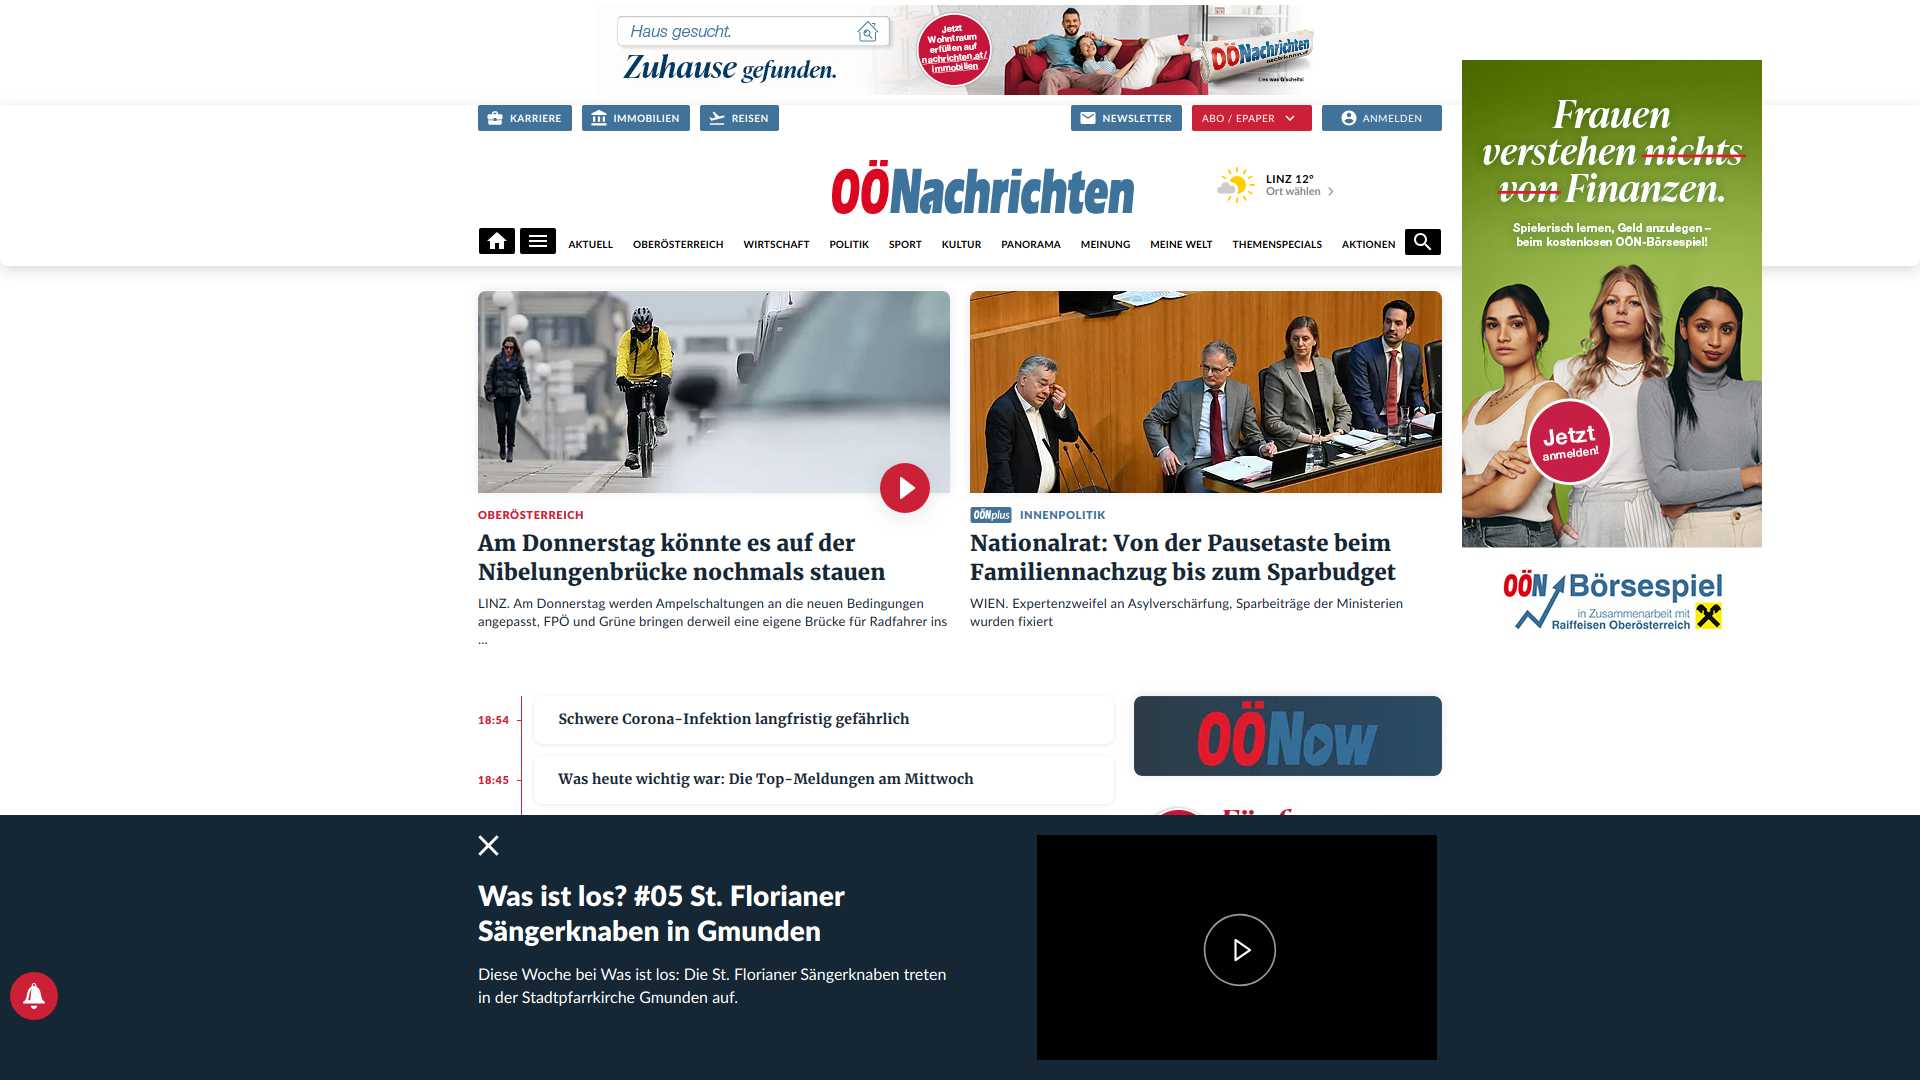 Haus gesucht.
Zuhause gefunden.
Jetzt
Wohntraum
erfüllen auf
nachrichten.at/
immobilien
OÖNachrichten
Lies was G'scheits!
KARRIERE
IMMOBILIEN
REISEN
NEWSLETTER
ABO / EPAPER
ANMELDEN
OÖNachrichten
LINZ 12°
Ort wählen
AKTUELL
OBERÖSTERREICH
WIRTSCHAFT
POLITIK
SPORT
KULTUR
PANORAMA
MEINUNG
MEINE WELT
THEMENSPECIALS
AKTIONEN
Frauen
verstehen nichts
von Finanzen.
Spielerisch lernen, Geld anzulegen –
beim kostenlosen OÖN-Börsespiel!
Jetzt
anmelden!
OÖN Börsespiel
in Zusammenarbeit mit
Raiffeisen Oberösterreich
OBERÖSTERREICH
Am Donnerstag könnte es auf der
Nibelungenbrücke nochmals stauen
LINZ. Am Donnerstag werden Ampelschaltungen an die neuen Bedingungen
angepasst, FPÖ und Grüne bringen derweil eine eigene Brücke für Radfahrer ins
...
OÖNplus INNENPOLITIK
Nationalrat: Von der Pausetaste beim
Familiennachzug bis zum Sparbudget
WIEN. Expertenzweifel an Asylverschärfung, Sparbeiträge der Ministerien
wurden fixiert
18:54
Schwere Corona-Infektion langfristig gefährlich
18:45
Was heute wichtig war: Die Top-Meldungen am Mittwoch
OÖNow
Was ist los? #05 St. Florianer
Sängerknaben in Gmunden
Diese Woche bei Was ist los: Die St. Florianer Sängerknaben treten
in der Stadtpfarrkirche Gmunden auf.